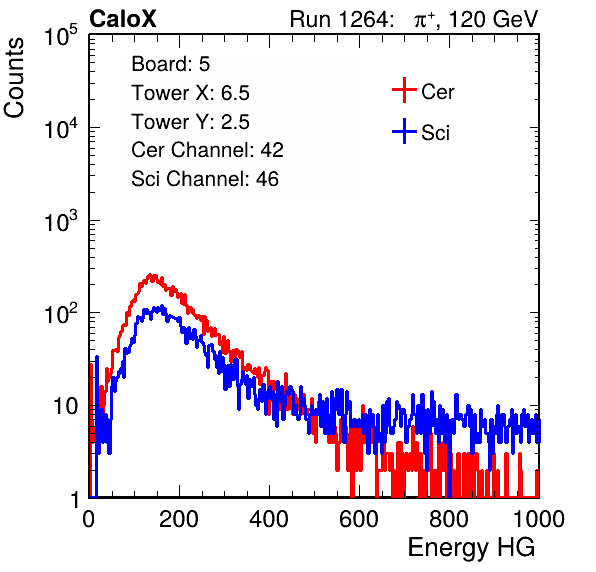 CaloX Run 1264: π⁺, 120 GeV
Counts
10⁵
10⁴
10³
10²
10
1
Board: 5
Tower X: 6.5
Tower Y: 2.5
Cer Channel: 42
Sci Channel: 46
Cer
Sci
0 200 400 600 800 1000
Energy HG